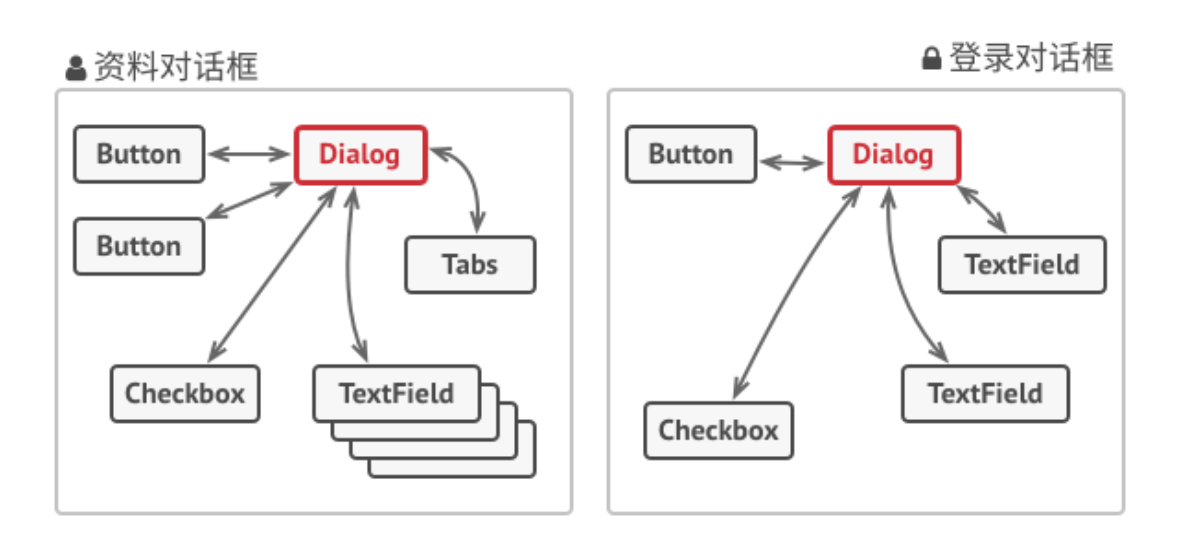 资料对话框
Button
Dialog
Button
Tabs
Checkbox
TextField
登录对话框
Button
Dialog
TextField
TextField
Checkbox